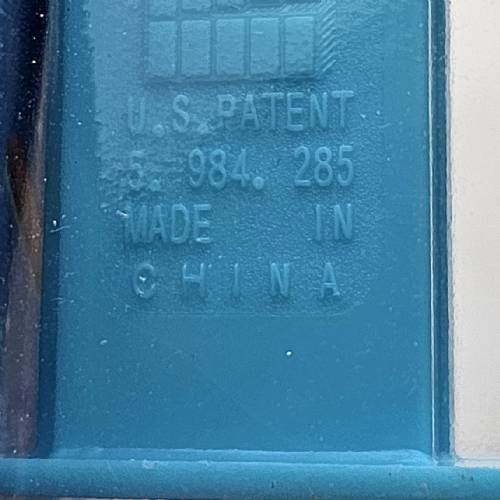 U.S.PATENT
5. 984. 285
MADE IN
CHINA